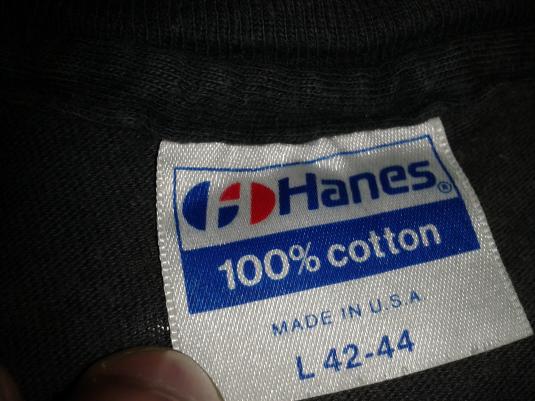 Hanes®
100% cotton
MADE IN U.S.A
L 42-44